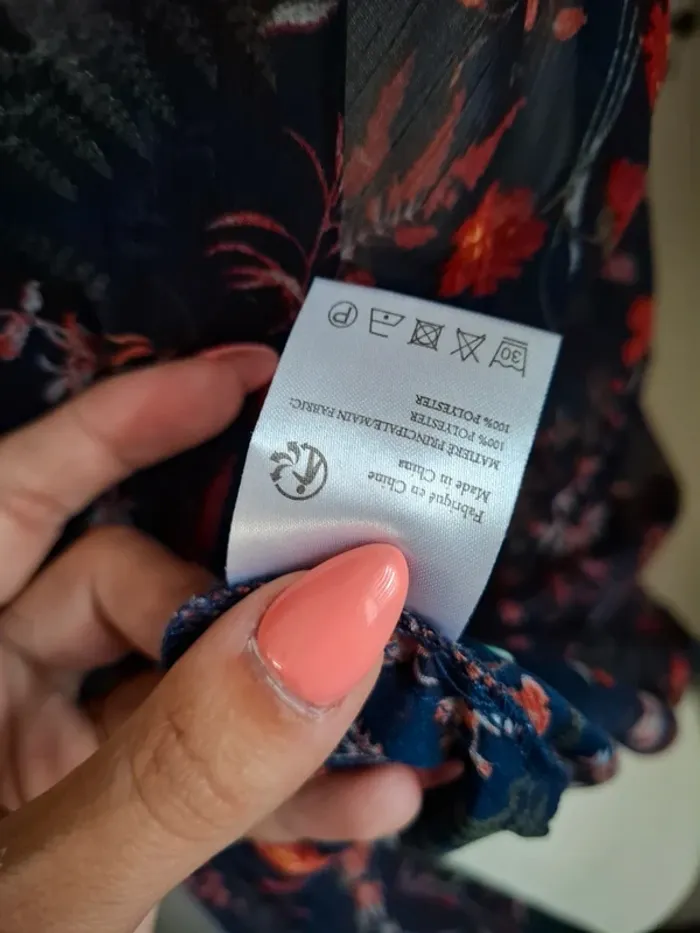 Fabriqué en Chine
Made in China
MATIERE PRINCIPALE/MAIN FABRIC:
100% POLYESTER
100% POLYESTER
30
P